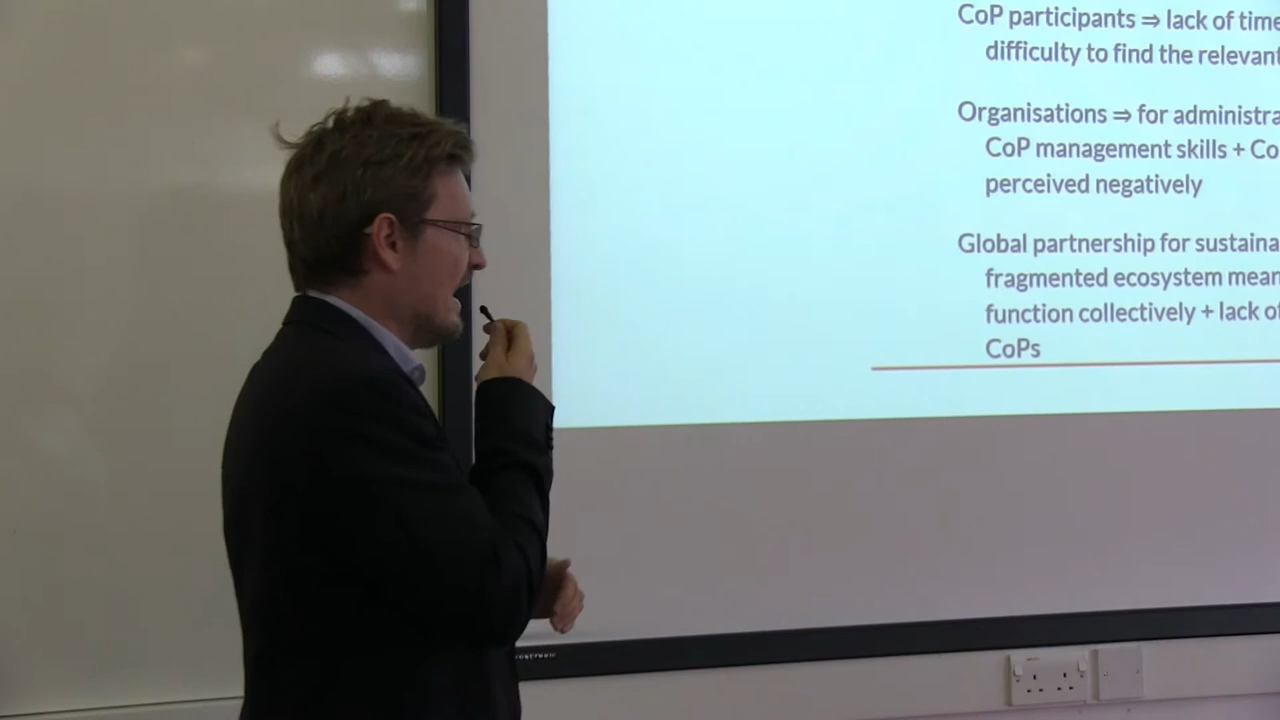 CoP participants ⇒ lack of time
difficulty to find the relevant
Organisations ⇒ for administra
CoP management skills + Co
perceived negatively
Global partnership for sustaina
fragmented ecosystem mean
function collectively + lack of
CoPs